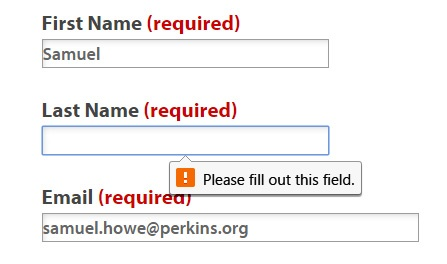 First Name (required)
Samuel
Last Name (required)
! Please fill out this field.
Email (required)
samuel.howe@perkins.org